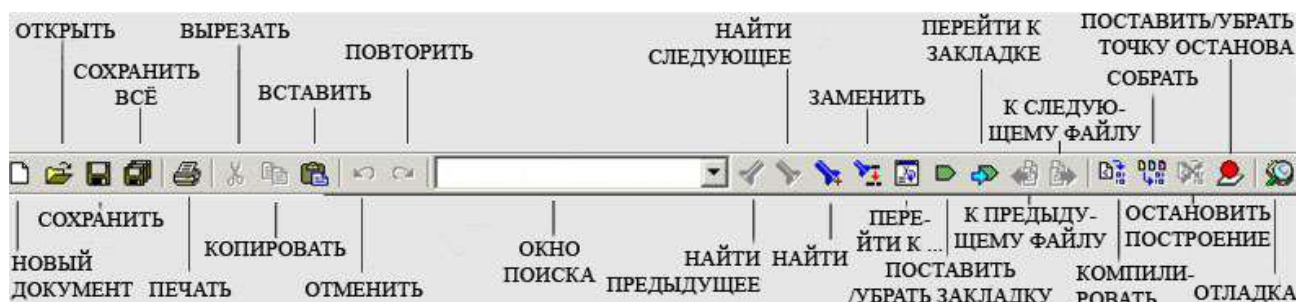 ОТКРЫТЬ
ВЫРЕЗАТЬ
НАЙТИ
СЛЕДУЮЩЕЕ
ПЕРЕЙТИ К
ЗАКЛАДКЕ
ПОСТАВИТЬ/УБРАТЬ
ТОЧКУ ОСТАНОВА
ПОВТОРИТЬ
СОХРАНИТЬ
ВСЁ
ВСТАВИТЬ
ЗАМЕНИТЬ
СОБРАТЬ
К СЛЕДУЮ-
ЩЕМУ ФАЙЛУ
СОХРАНИТЬ
НОВЫЙ
ДОКУМЕНТ
ПЕЧАТЬ
КОПИРОВАТЬ
ОТМЕНИТЬ
ОКНО
ПОИСКА
НАЙТИ
ПРЕДЫДУЩЕЕ
НАЙТИ
ПЕРЕ-
ЙТИ К ...
ПОСТАВИТЬ
/УБРАТЬ ЗАКЛАДКУ
К ПРЕДЫДУ-
ЩЕМУ ФАЙЛУ
КОМПИЛИ-
РОВАТЬ
ОСТАНОВИТЬ
ПОСТРОЕНИЕ
ОТЛАДКА